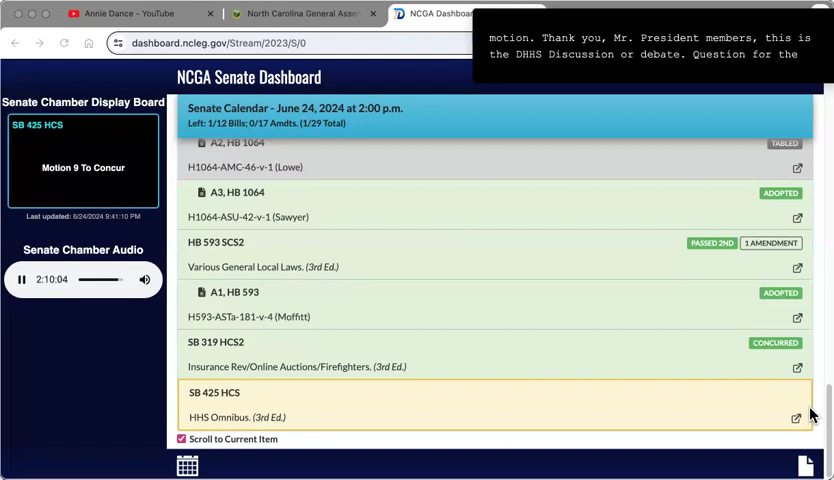 Annie Dance - YouTube
North Carolina General Asse
NCGA Dashboa
dashboard.ncleg.gov/Stream/2023/S/0
motion. Thank you, Mr. President members, this is
the DHHS Discussion or debate. Question for the
NCGA Senate Dashboard
Senate Chamber Display Board
SB 425 HCS
Motion 9 To Concur
Last updated: 6/24/2024 9:41:10 PM
Senate Chamber Audio
2:10:04
Senate Calendar - June 24, 2024 at 2:00 p.m.
Left: 1/12 Bills; 0/17 Amdts. (1/29 Total)
A2, HB 1064
TABLED
H1064-AMC-46-v-1 (Lowe)
A3, HB 1064
ADOPTED
H1064-ASU-42-v-1 (Sawyer)
HB 593 SCS2
PASSED 2ND
1 AMENDMENT
Various General Local Laws. (3rd Ed.)
A1, HB 593
ADOPTED
H593-ASTa-181-v-4 (Moffitt)
SB 319 HCS2
CONCURRED
Insurance Rev/Online Auctions/Firefighters. (3rd Ed.)
SB 425 HCS
HHS Omnibus. (3rd Ed.)
Scroll to Current Item